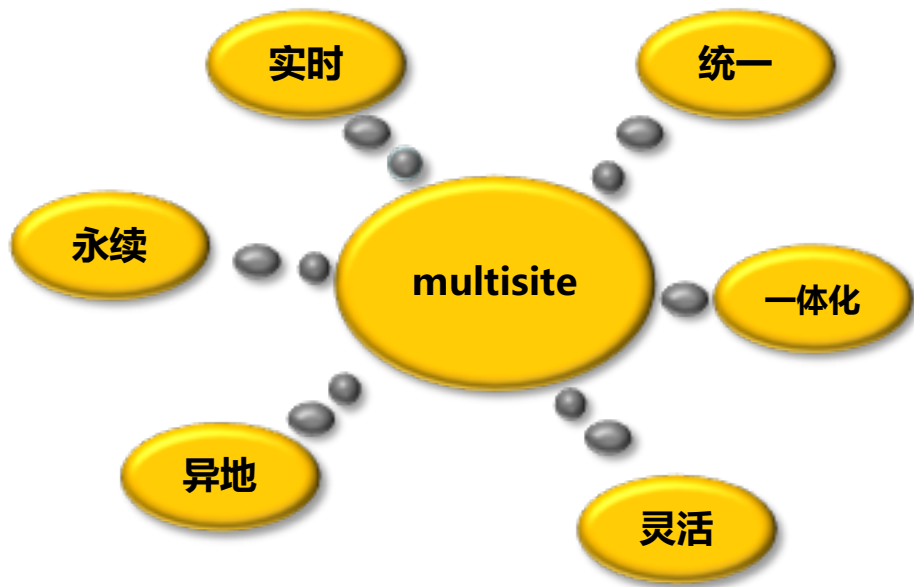 实时
统一
永续
multisite
一体化
异地
灵活